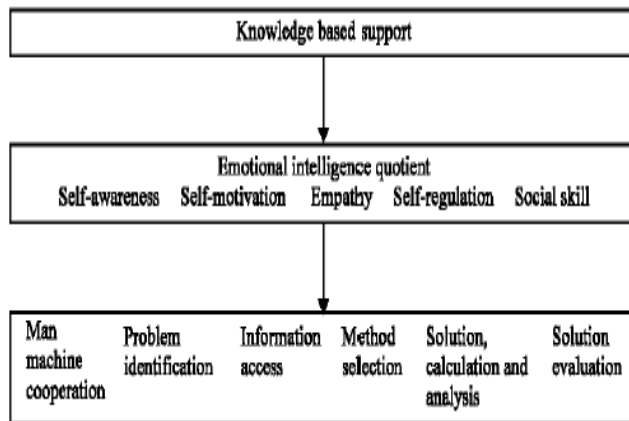 Knowledge based support
Emotional intelligence quotient
Self-awareness Self-motivation Empathy Self-regulation Social skill
Man machine cooperation
Problem identification
Information access
Method selection
Solution, calculation and analysis
Solution evaluation